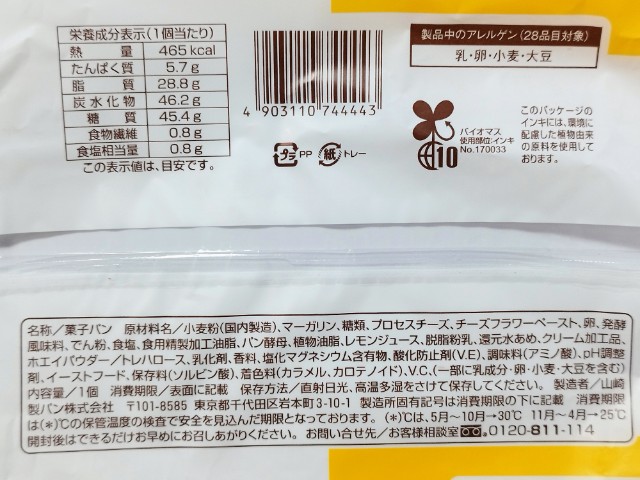 栄養成分表示(1個当たり)
熱量 465kcal
たんぱく質 5.7g
脂質 28.8g
炭水化物 46.2g
糖質 45.4g
食物繊維 0.8g
食塩相当量 0.8g
この表示値は、目安です。
4 903110 744443
プラ PP 紙 トレー
製品中のアレルゲン(28品目対象)
乳・卵・小麦・大豆
バイオマス
使用部位:インキ
No.170033
10
このパッケージの
インキには、環境に
配慮した植物由来
の原料を使用して
おります。
名称/菓子パン 原材料名/小麦粉(国内製造)、マーガリン、糖類、プロセスチーズ、チーズフラワーペースト、卵、発酵
風味料、でん粉、食塩、食用精製加工油脂、パン酵母、植物油脂、レモンジュース、脱脂粉乳、還元水あめ、クリーム加工品、
ホエイパウダー/トレハロース、乳化剤、香料、塩化マグネシウム含有物、酸化防止剤(V.E)、調味料(アミノ酸)、pH調整
剤、イーストフード、保存料(ソルビン酸)、着色料(カラメル、カロテノイド)、V.C、(一部に乳成分・卵・小麦・大豆を含む)
内容量/1個 消費期限/表面に記載 保存方法/直射日光、高温多湿をさけて保存してください。 製造者/山崎
製パン株式会社 〒101-8585 東京都千代田区岩本町3-10-1 製造所固有記号は消費期限の下に記載 消費期限
は(*)℃の保管温度の検査で安全を見込んだ期限となっております。(*)℃は、5月~10月→30℃ 11月~4月→25℃
開封後はできるだけお早めにお召しあがりください。 お問い合せ先/お客様相談室 0120-811-114